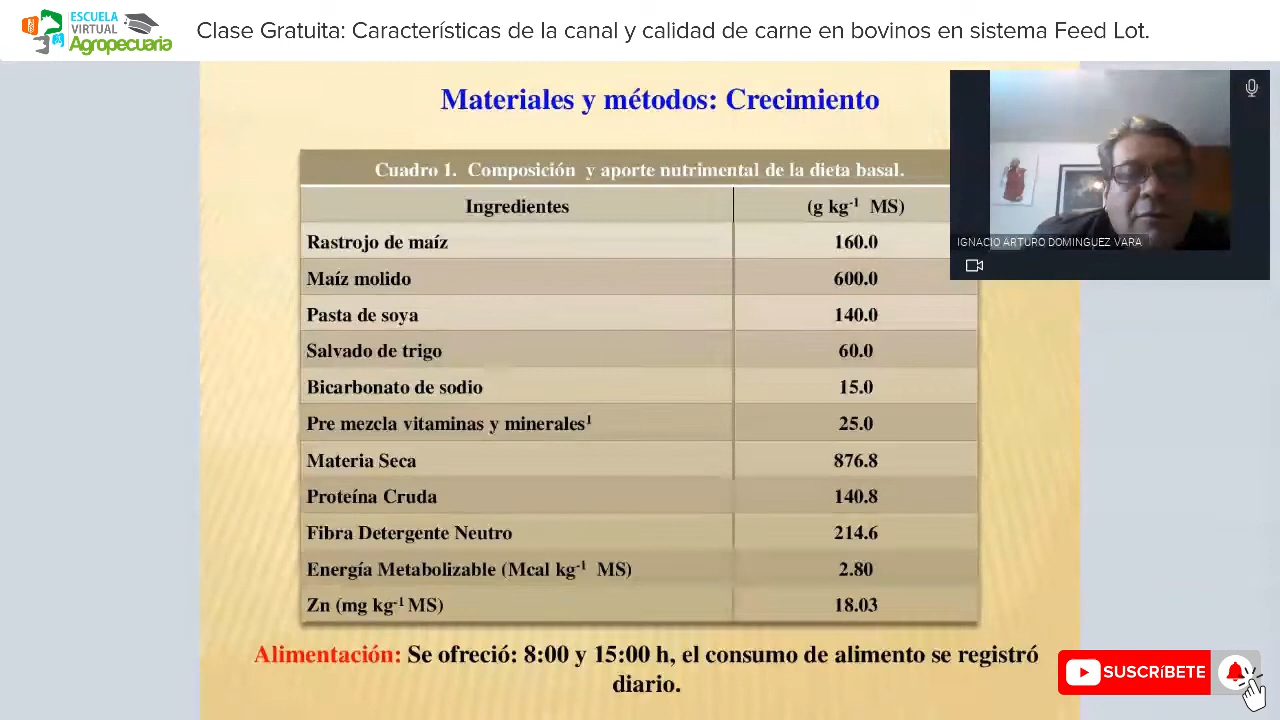 ESCUELA
VIRTUAL
Agropecuaria
Clase Gratuita: Características de la canal y calidad de carne en bovinos en sistema Feed Lot.
Materiales y métodos: Crecimiento
Cuadro 1. Composición y aporte nutrimental de la dieta basal.
Ingredientes (g kg⁻¹ MS)
Rastrojo de maíz 160.0
Maíz molido 600.0
Pasta de soya 140.0
Salvado de trigo 60.0
Bicarbonato de sodio 15.0
Pre mezcla vitaminas y minerales¹ 25.0
Materia Seca 876.8
Proteína Cruda 140.8
Fibra Detergente Neutro 214.6
Energía Metabolizable (Mcal kg⁻¹ MS) 2.80
Zn (mg kg⁻¹ MS) 18.03
Alimentación: Se ofreció: 8:00 y 15:00 h, el consumo de alimento se registró
diario.
IGNACIO ARTURO DOMINGUEZ VARA
SUSCRíBETE